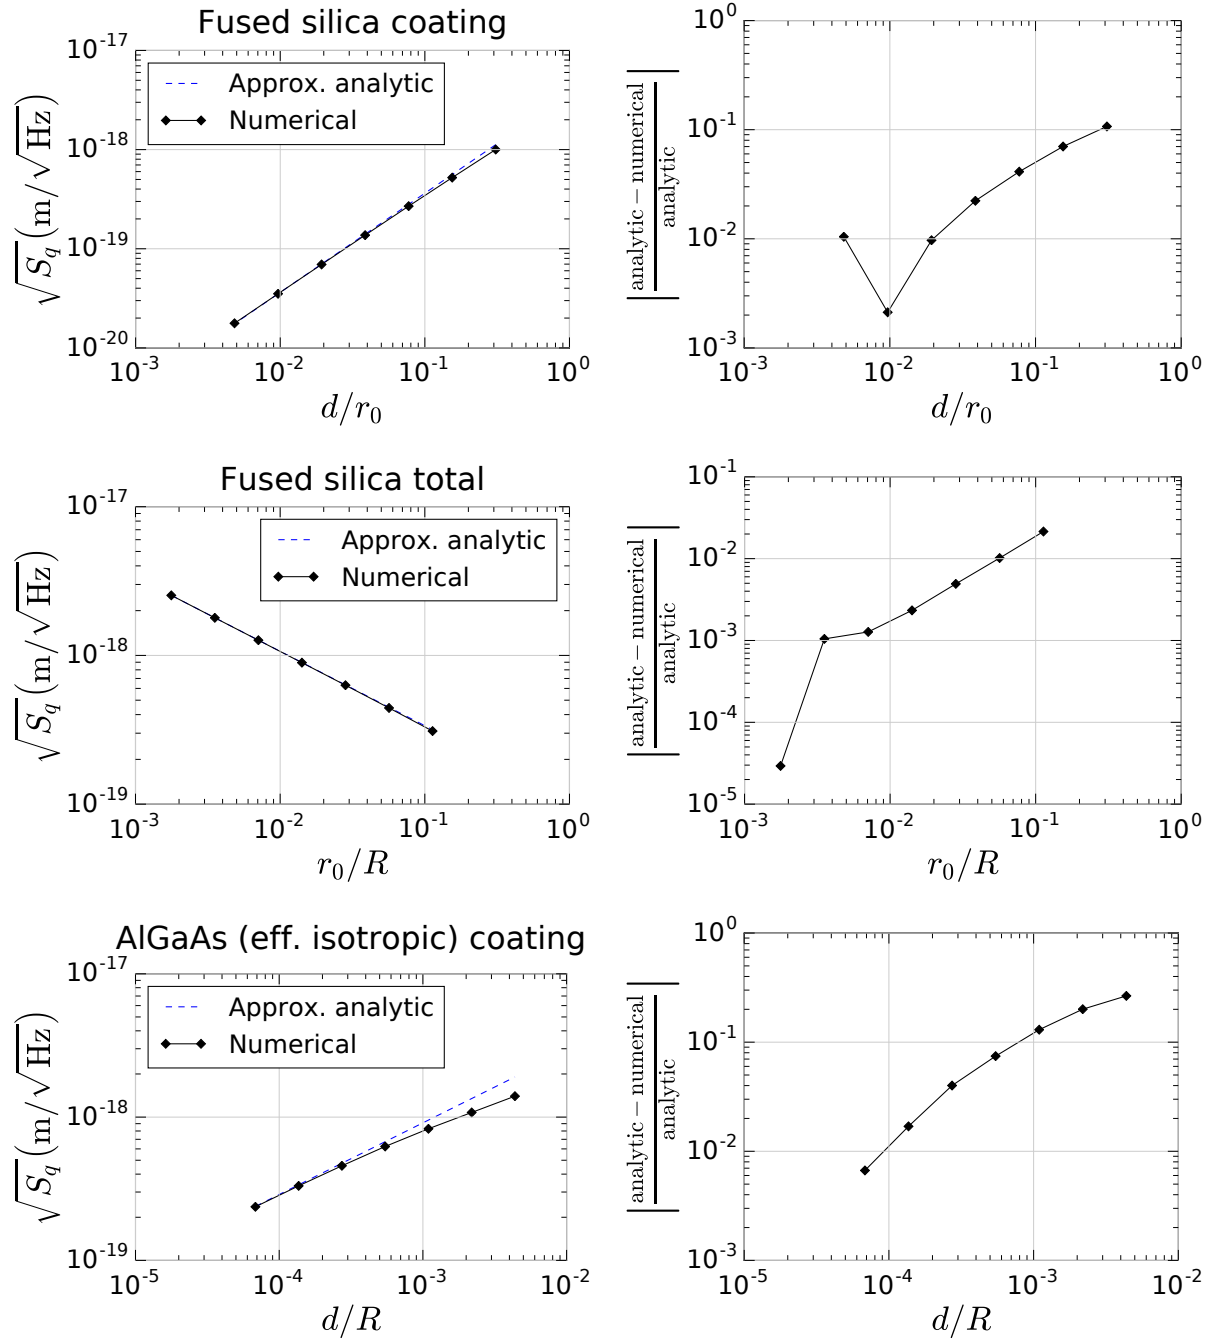 Fused silica coating
10^-17
10^-18
10^-19
10^-20
√S_q (m/√Hz)
Approx. analytic
Numerical
10^-3 10^-2 10^-1 10^0
d/r_0
10^0
10^-1
10^-2
10^-3
|analytic − numerical / analytic|
10^-3 10^-2 10^-1 10^0
d/r_0
Fused silica total
10^-17
10^-18
10^-19
√S_q (m/√Hz)
Approx. analytic
Numerical
10^-3 10^-2 10^-1 10^0
r_0/R
10^-1
10^-2
10^-3
10^-4
10^-5
|analytic − numerical / analytic|
10^-3 10^-2 10^-1 10^0
r_0/R
AlGaAs (eff. isotropic) coating
10^-17
10^-18
10^-19
√S_q (m/√Hz)
Approx. analytic
Numerical
10^-5 10^-4 10^-3 10^-2
d/R
10^0
10^-1
10^-2
10^-3
|analytic − numerical / analytic|
10^-5 10^-4 10^-3 10^-2
d/R